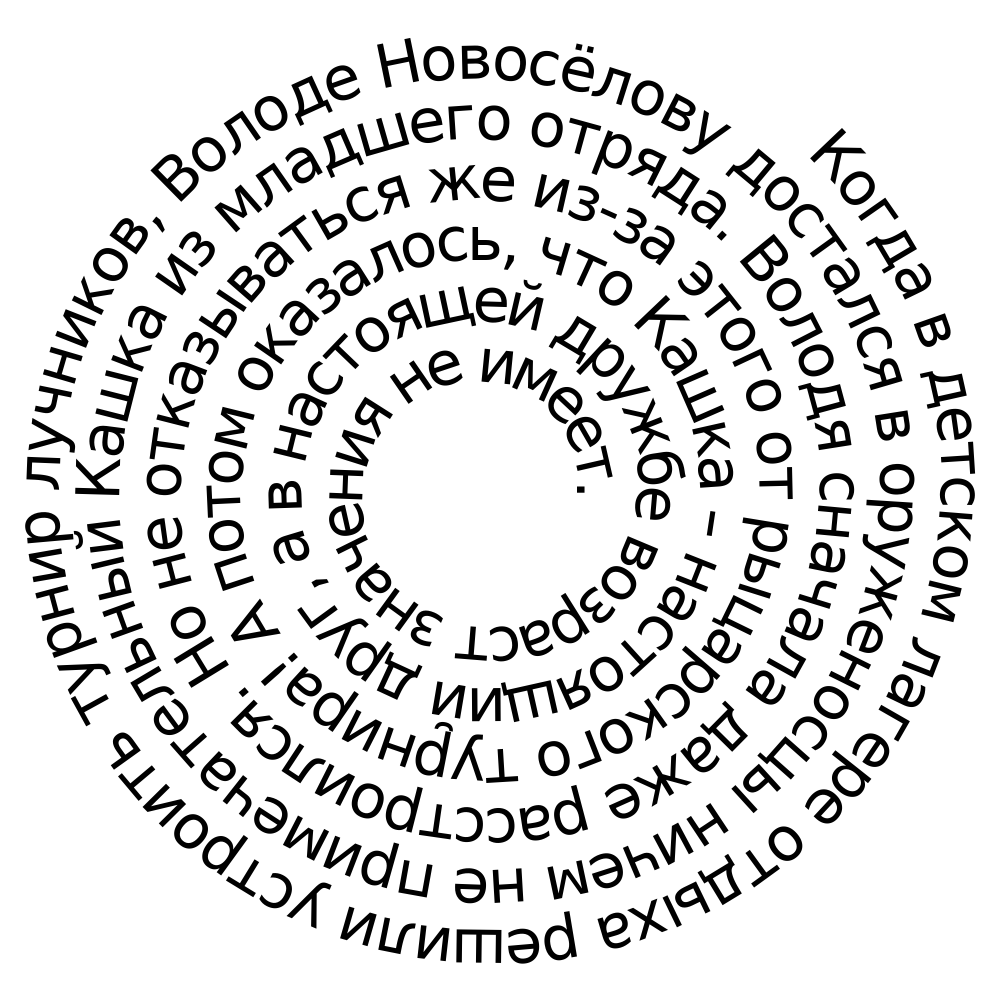 Когда в детском лагере отдыха решили устроить турнир лучников, Володе Новосёлову достался в оруженосцы ничем не примечательный Кашка из младшего отряда. Володя сначала даже расстроился. Но не отказываться же из-за этого от рыцарского турнира! А потом оказалось, что Кашка – настоящий друг, а в настоящей дружбе возраст значения не имеет.